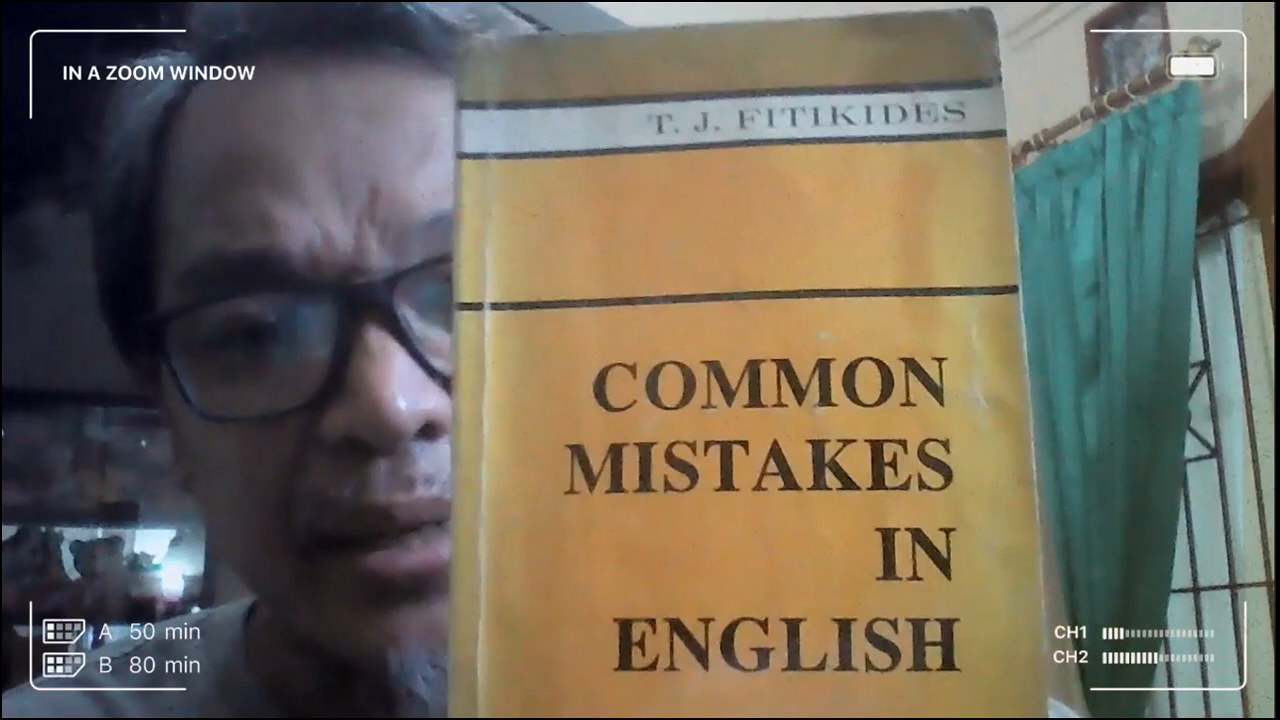 IN A ZOOM WINDOW
T. J. FITIKIDES
COMMON
MISTAKES
IN
ENGLISH
A 50 min
B 80 min
CH1
CH2